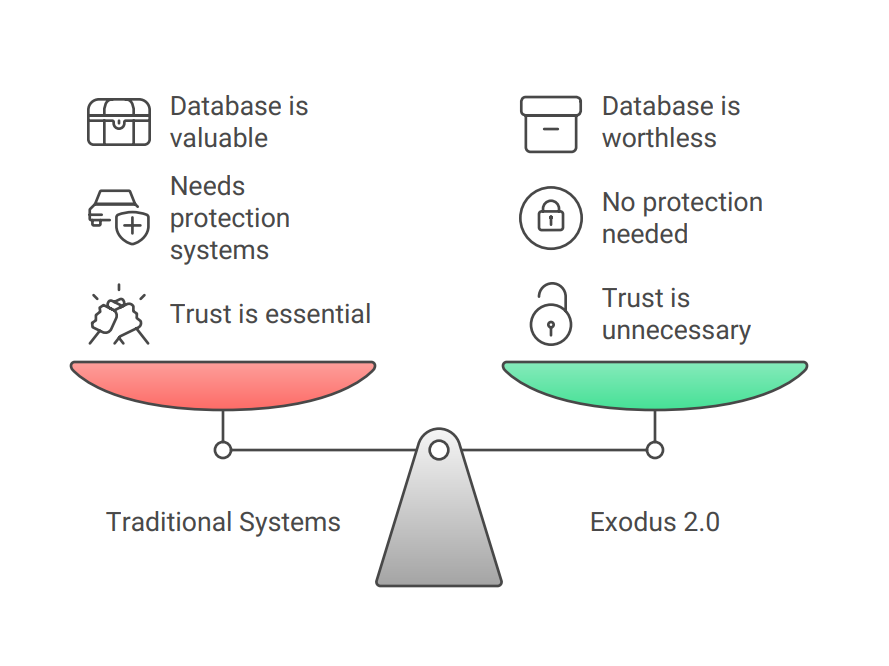 Database is
valuable
Needs
protection
systems
Trust is essential
Database is
worthless
No protection
needed
Trust is
unnecessary
Traditional Systems
Exodus 2.0